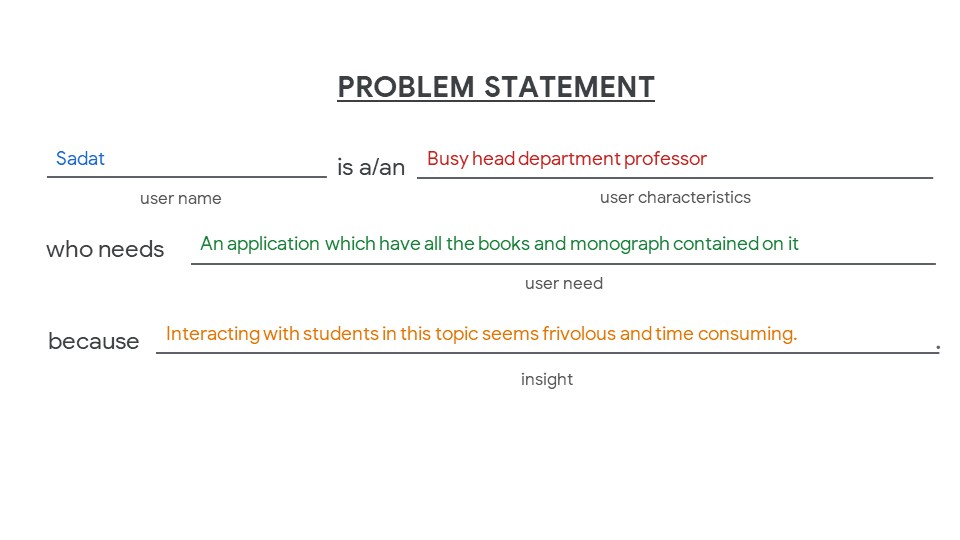 PROBLEM STATEMENT
Sadat is a/an Busy head department professor
user name user characteristics
who needs An application which have all the books and monograph contained on it
user need
because Interacting with students in this topic seems frivolous and time consuming. .
insight